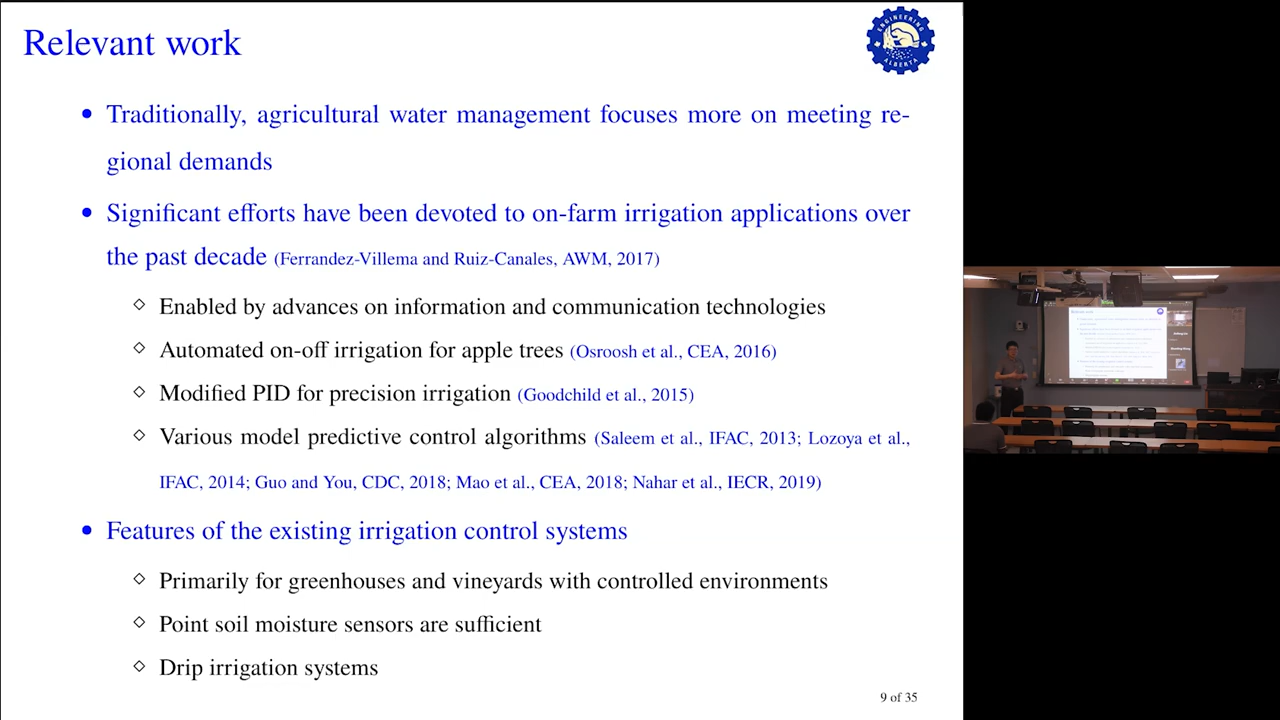 Relevant work
ENGINEERING
ALBERTA
• Traditionally, agricultural water management focuses more on meeting re-
gional demands
• Significant efforts have been devoted to on-farm irrigation applications over
the past decade (Ferrandez-Villema and Ruiz-Canales, AWM, 2017)
◇ Enabled by advances on information and communication technologies
◇ Automated on-off irrigation for apple trees (Osroosh et al., CEA, 2016)
◇ Modified PID for precision irrigation (Goodchild et al., 2015)
◇ Various model predictive control algorithms (Saleem et al., IFAC, 2013; Lozoya et al.,
IFAC, 2014; Guo and You, CDC, 2018; Mao et al., CEA, 2018; Nahar et al., IECR, 2019)
• Features of the existing irrigation control systems
◇ Primarily for greenhouses and vineyards with controlled environments
◇ Point soil moisture sensors are sufficient
◇ Drip irrigation systems
9 of 35
Relevant work